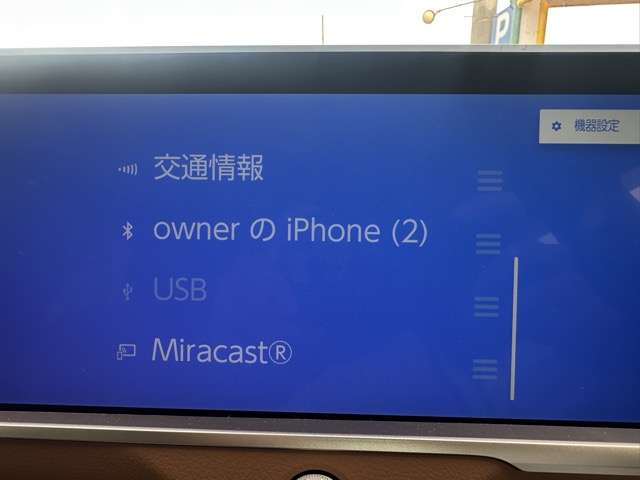 P
機器設定
交通情報
owner の iPhone (2)
USB
Miracast®